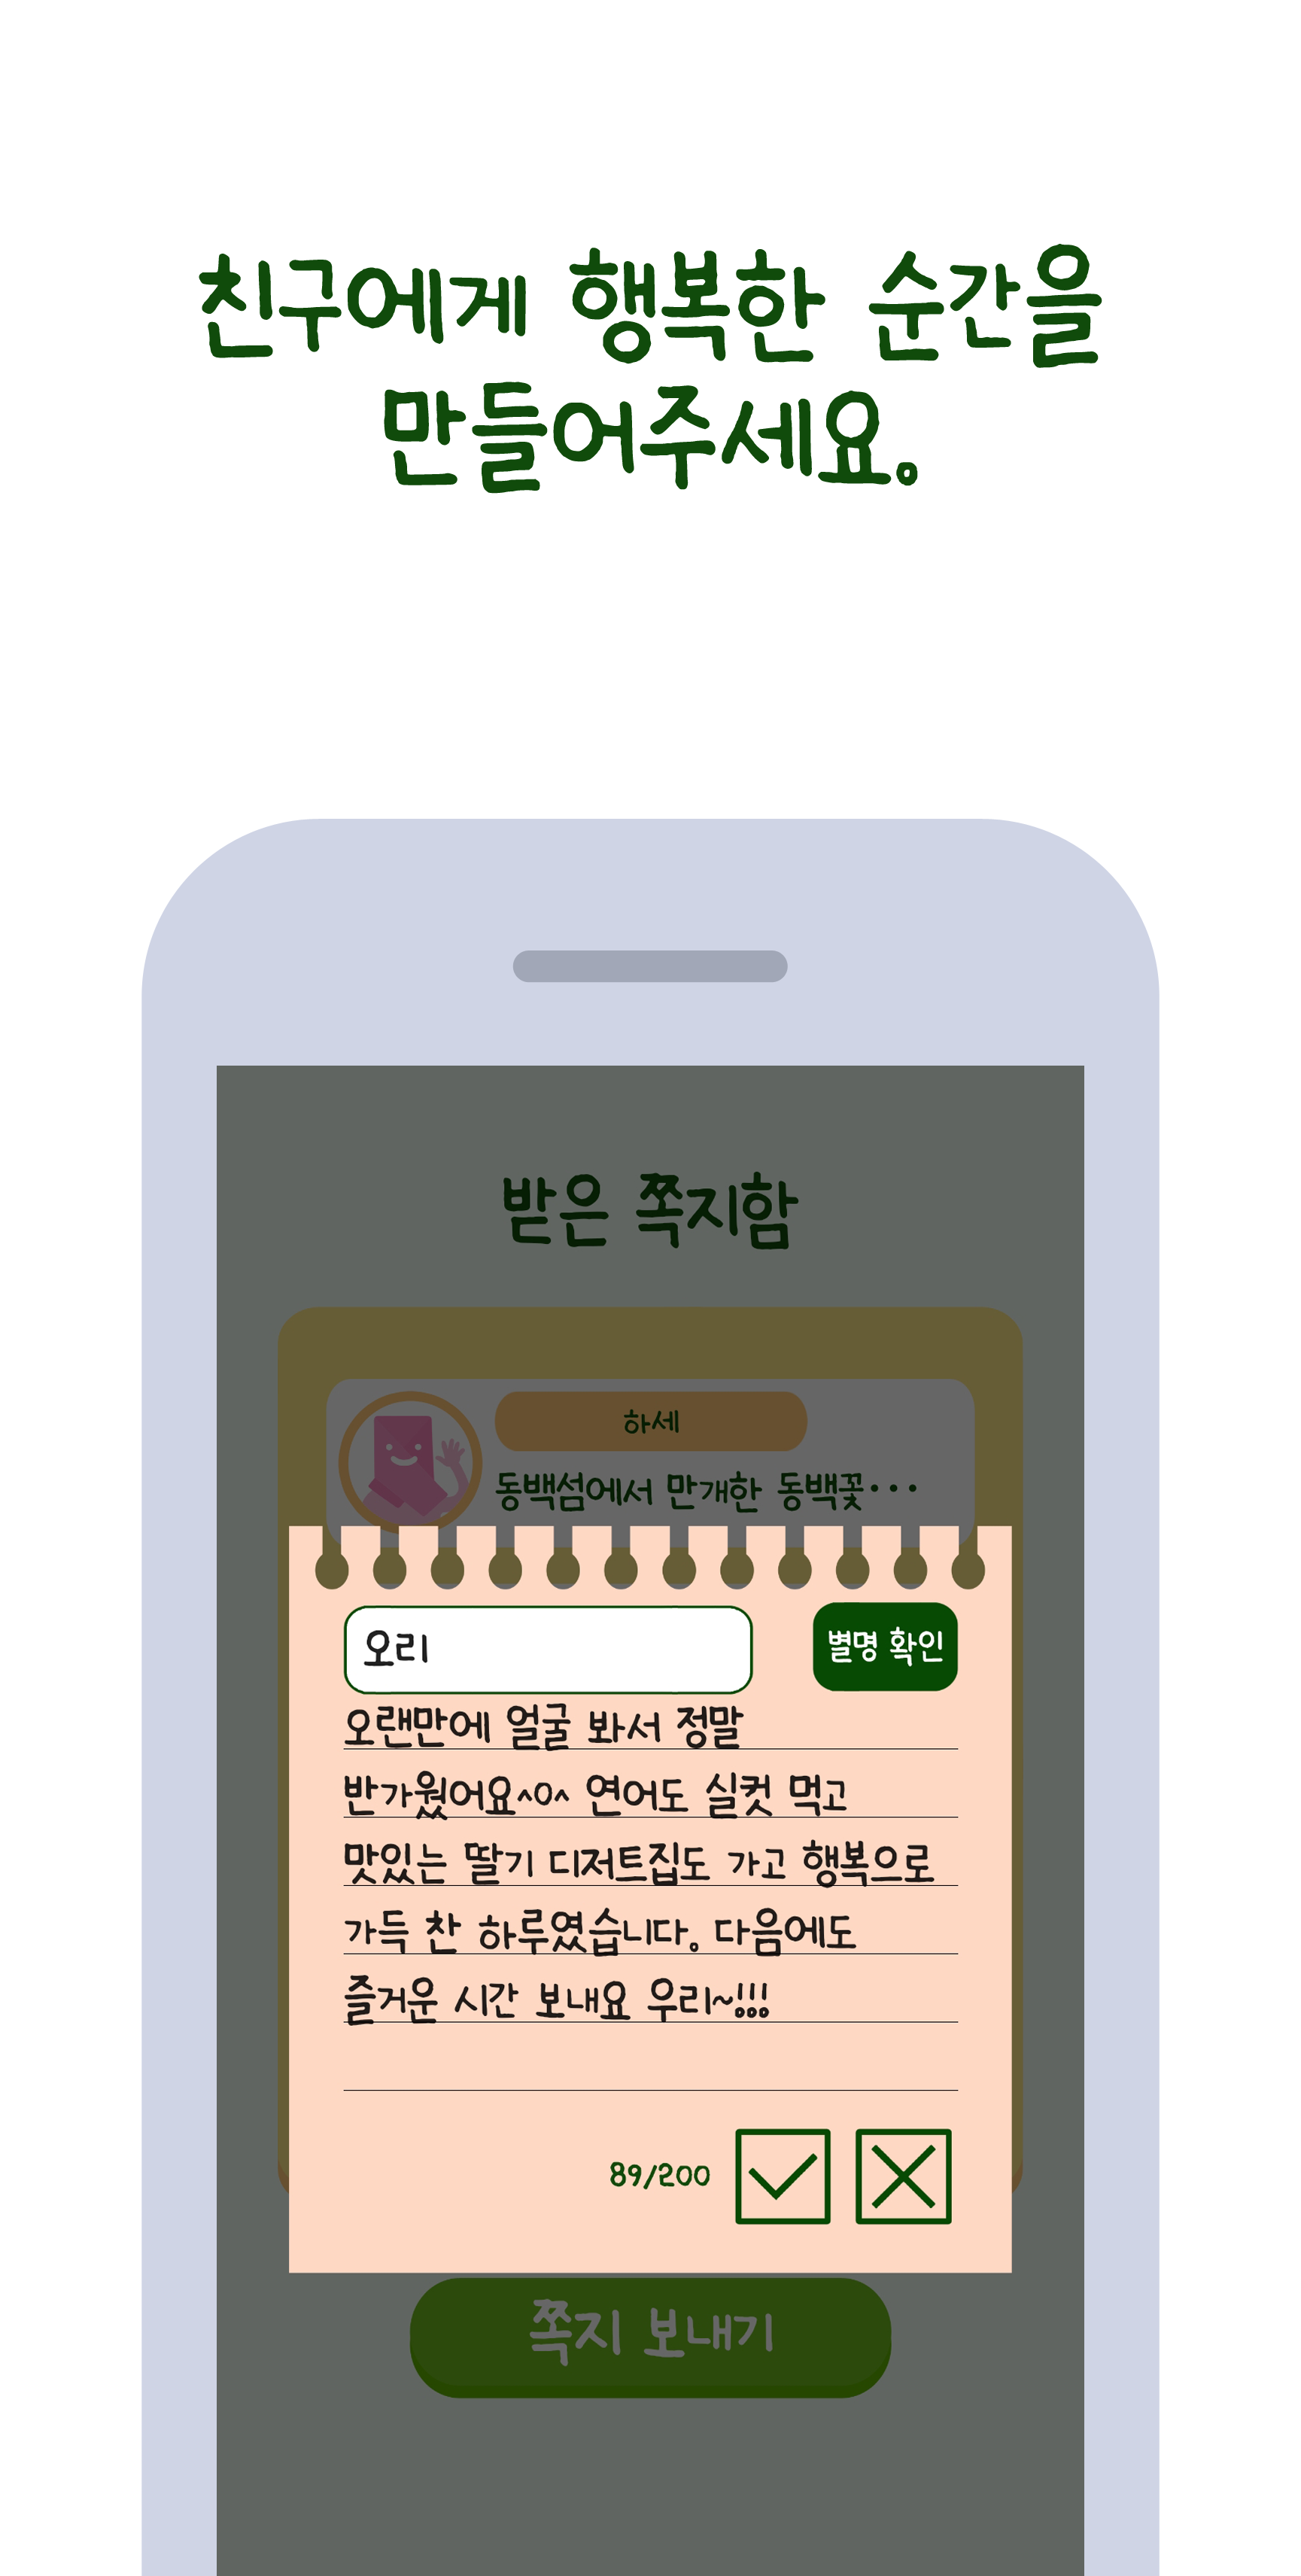 친구에게 행복한 순간을
만들어주세요.
받은 쪽지함
하세
동백섬에서 만개한 동백꽃···
오리
별명 확인
오랜만에 얼굴 봐서 정말
반가웠어요^0^ 연어도 실컷 먹고
맛있는 딸기 디저트집도 가고 행복으로
가득 찬 하루였습니다. 다음에도
즐거운 시간 보내요 우리~!!!
89/200
쪽지 보내기